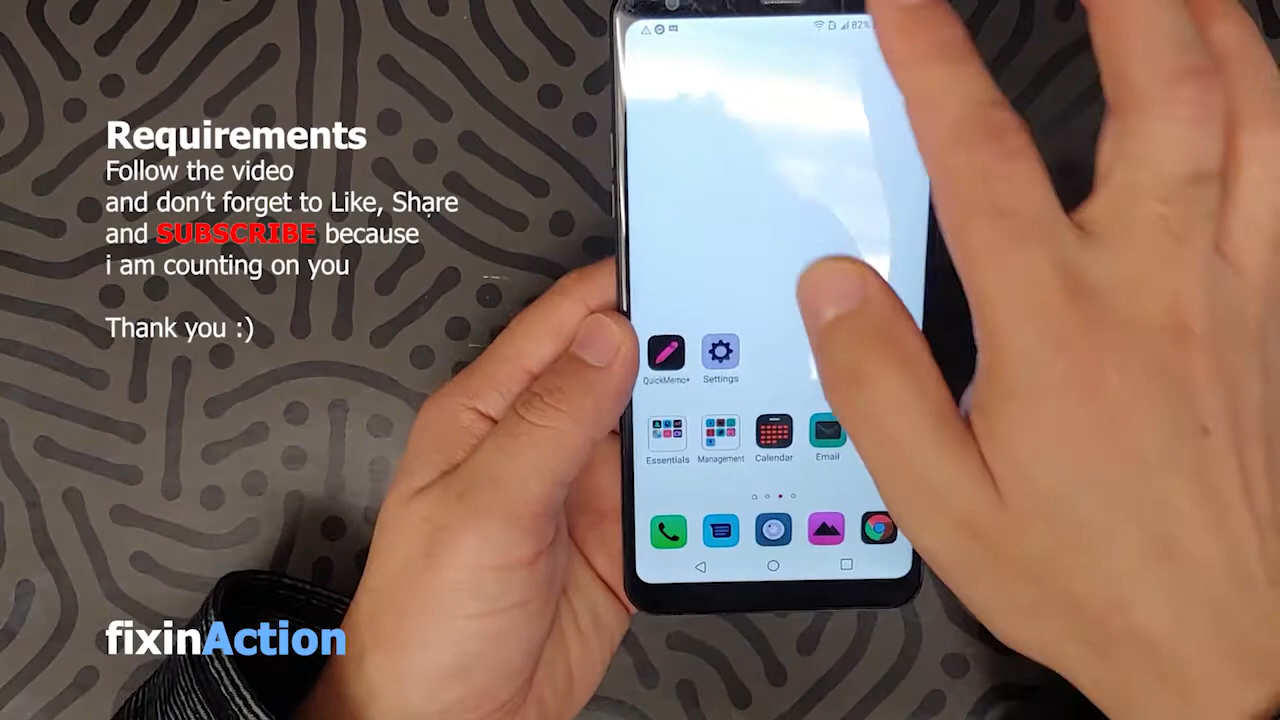 82%
Requirements
Follow the video
and don't forget to Like, Share
and SUBSCRIBE because
i am counting on you
Thank you :)
QuickMemo+ Settings
Essentials Management Calendar Email
fixinAction